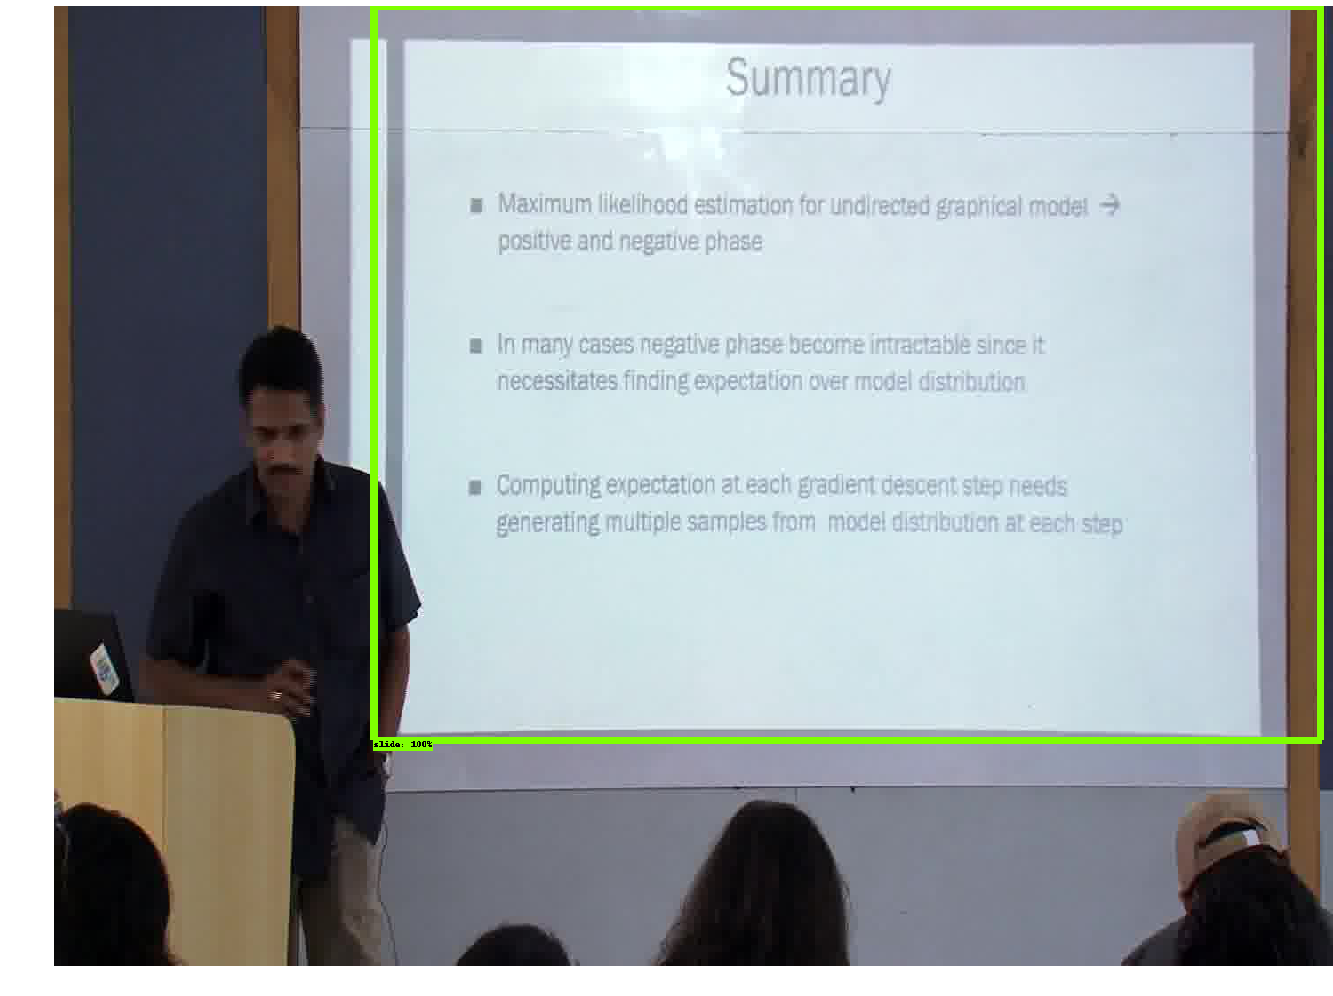 Summary
■ Maximum likelihood estimation for undirected graphical model →
positive and negative phase
■ In many cases negative phase become intractable since it
necessitates finding expectation over model distribution
■ Computing expectation at each gradient descent step needs
generating multiple samples from model distribution at each step
slide: 100%